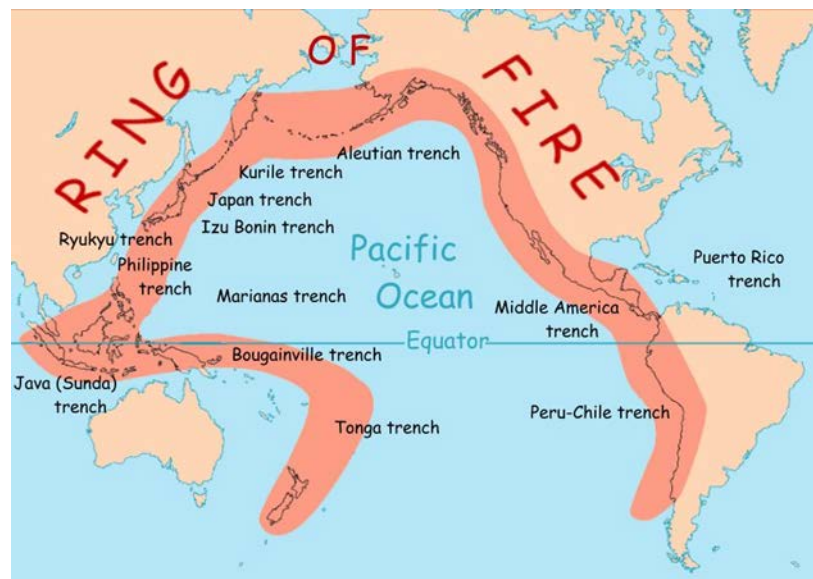 RING OF FIRE
Aleutian trench
Kurile trench
Japan trench
Izu Bonin trench
Ryukyu trench
Philippine
trench
Marianas trench
Pacific
Ocean
Puerto Rico
trench
Middle America
trench
Equator
Bougainville trench
Java (Sunda)
trench
Peru-Chile trench
Tonga trench